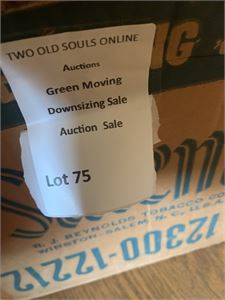 TWO OLD SOULS ONLINE
Auctions
Green Moving
Downsizing Sale
Auction Sale
Lot 75
Salem
R. J. REYNOLDS TOBACCO CO
WINSTON-SALEM, N. C., U.S.A.
12300-12212